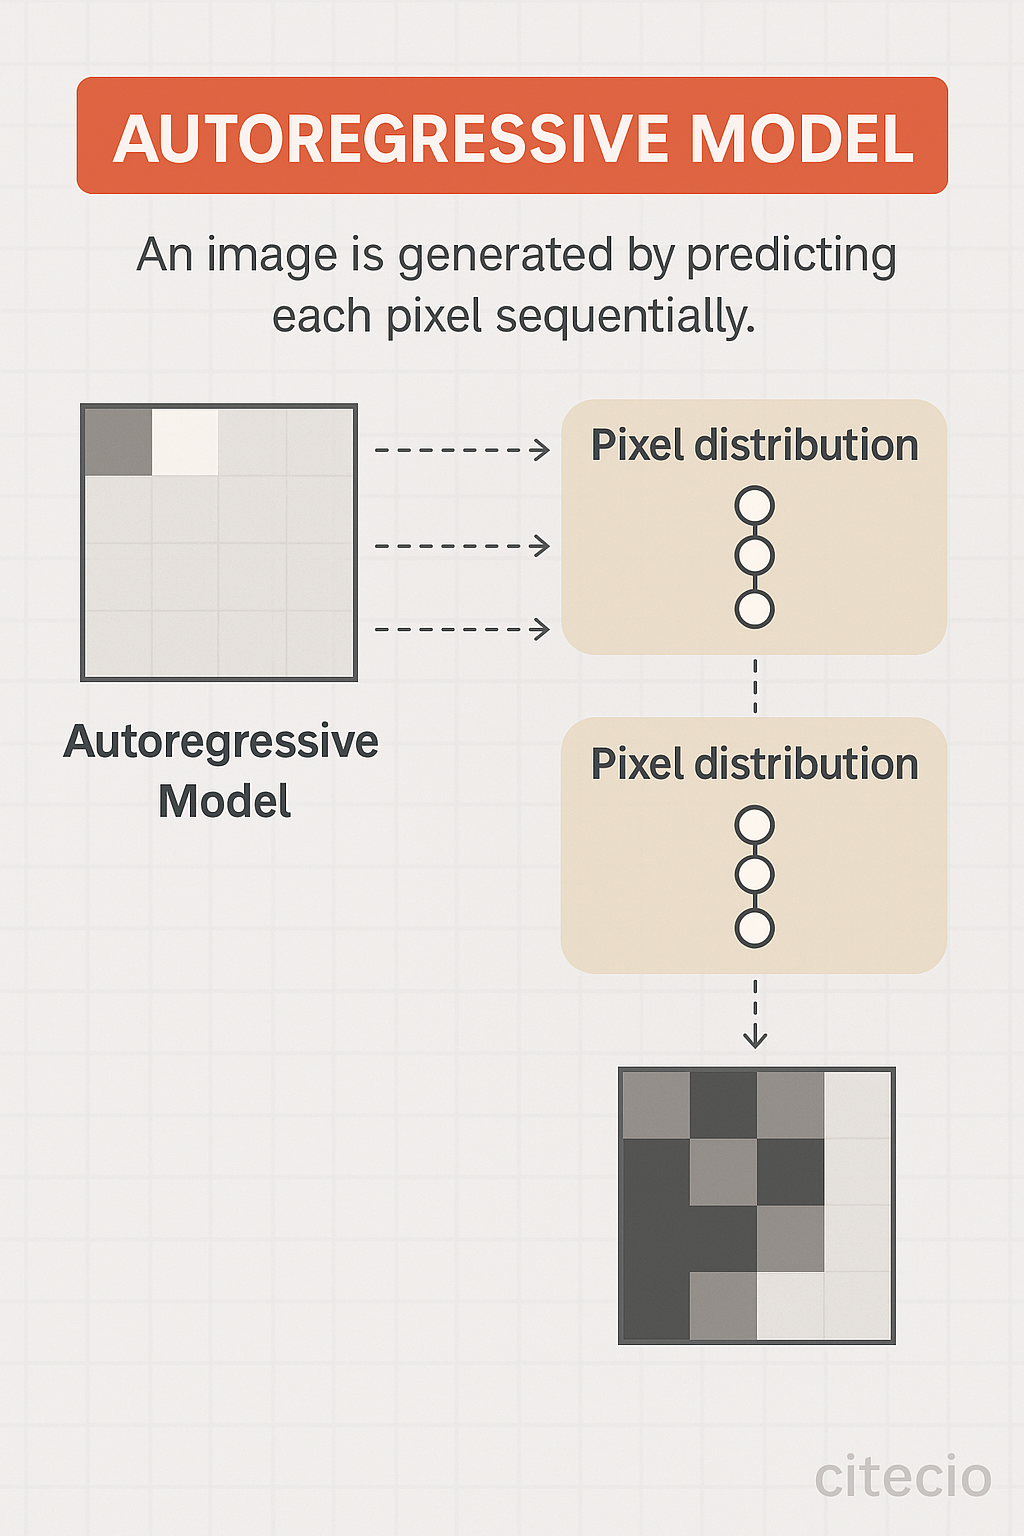 AUTOREGRESSIVE MODEL
An image is generated by predicting
each pixel sequentially.
Pixel distribution
Autoregressive
Model
Pixel distribution
citecio